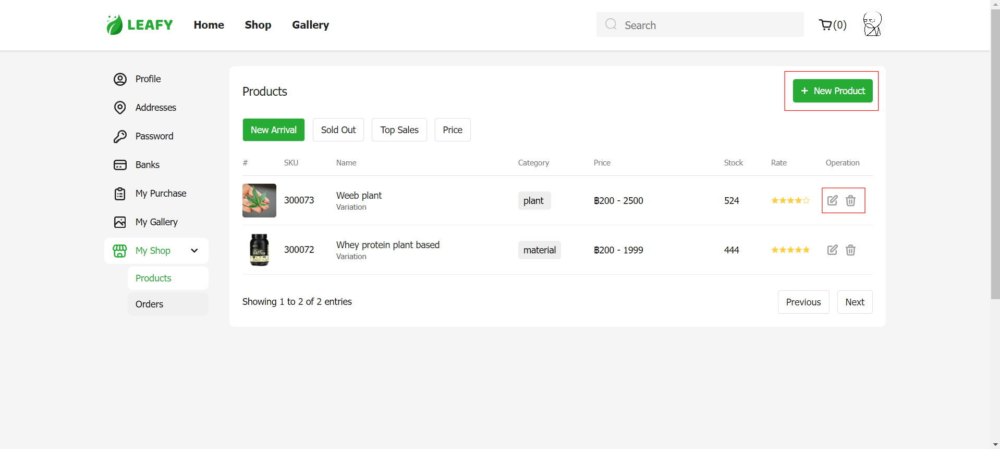 LEAFY Home Shop Gallery Search (0)
Profile
Addresses
Password
Banks
My Purchase
My Gallery
My Shop
Products
Orders
Products
+ New Product
New Arrival Sold Out Top Sales Price
# SKU Name Category Price Stock Rate Operation
300073 Weeb plant plant ฿200 - 2500 524
Variation
300072 Whey protein plant based material ฿200 - 1999 444
Variation
Showing 1 to 2 of 2 entries Previous Next